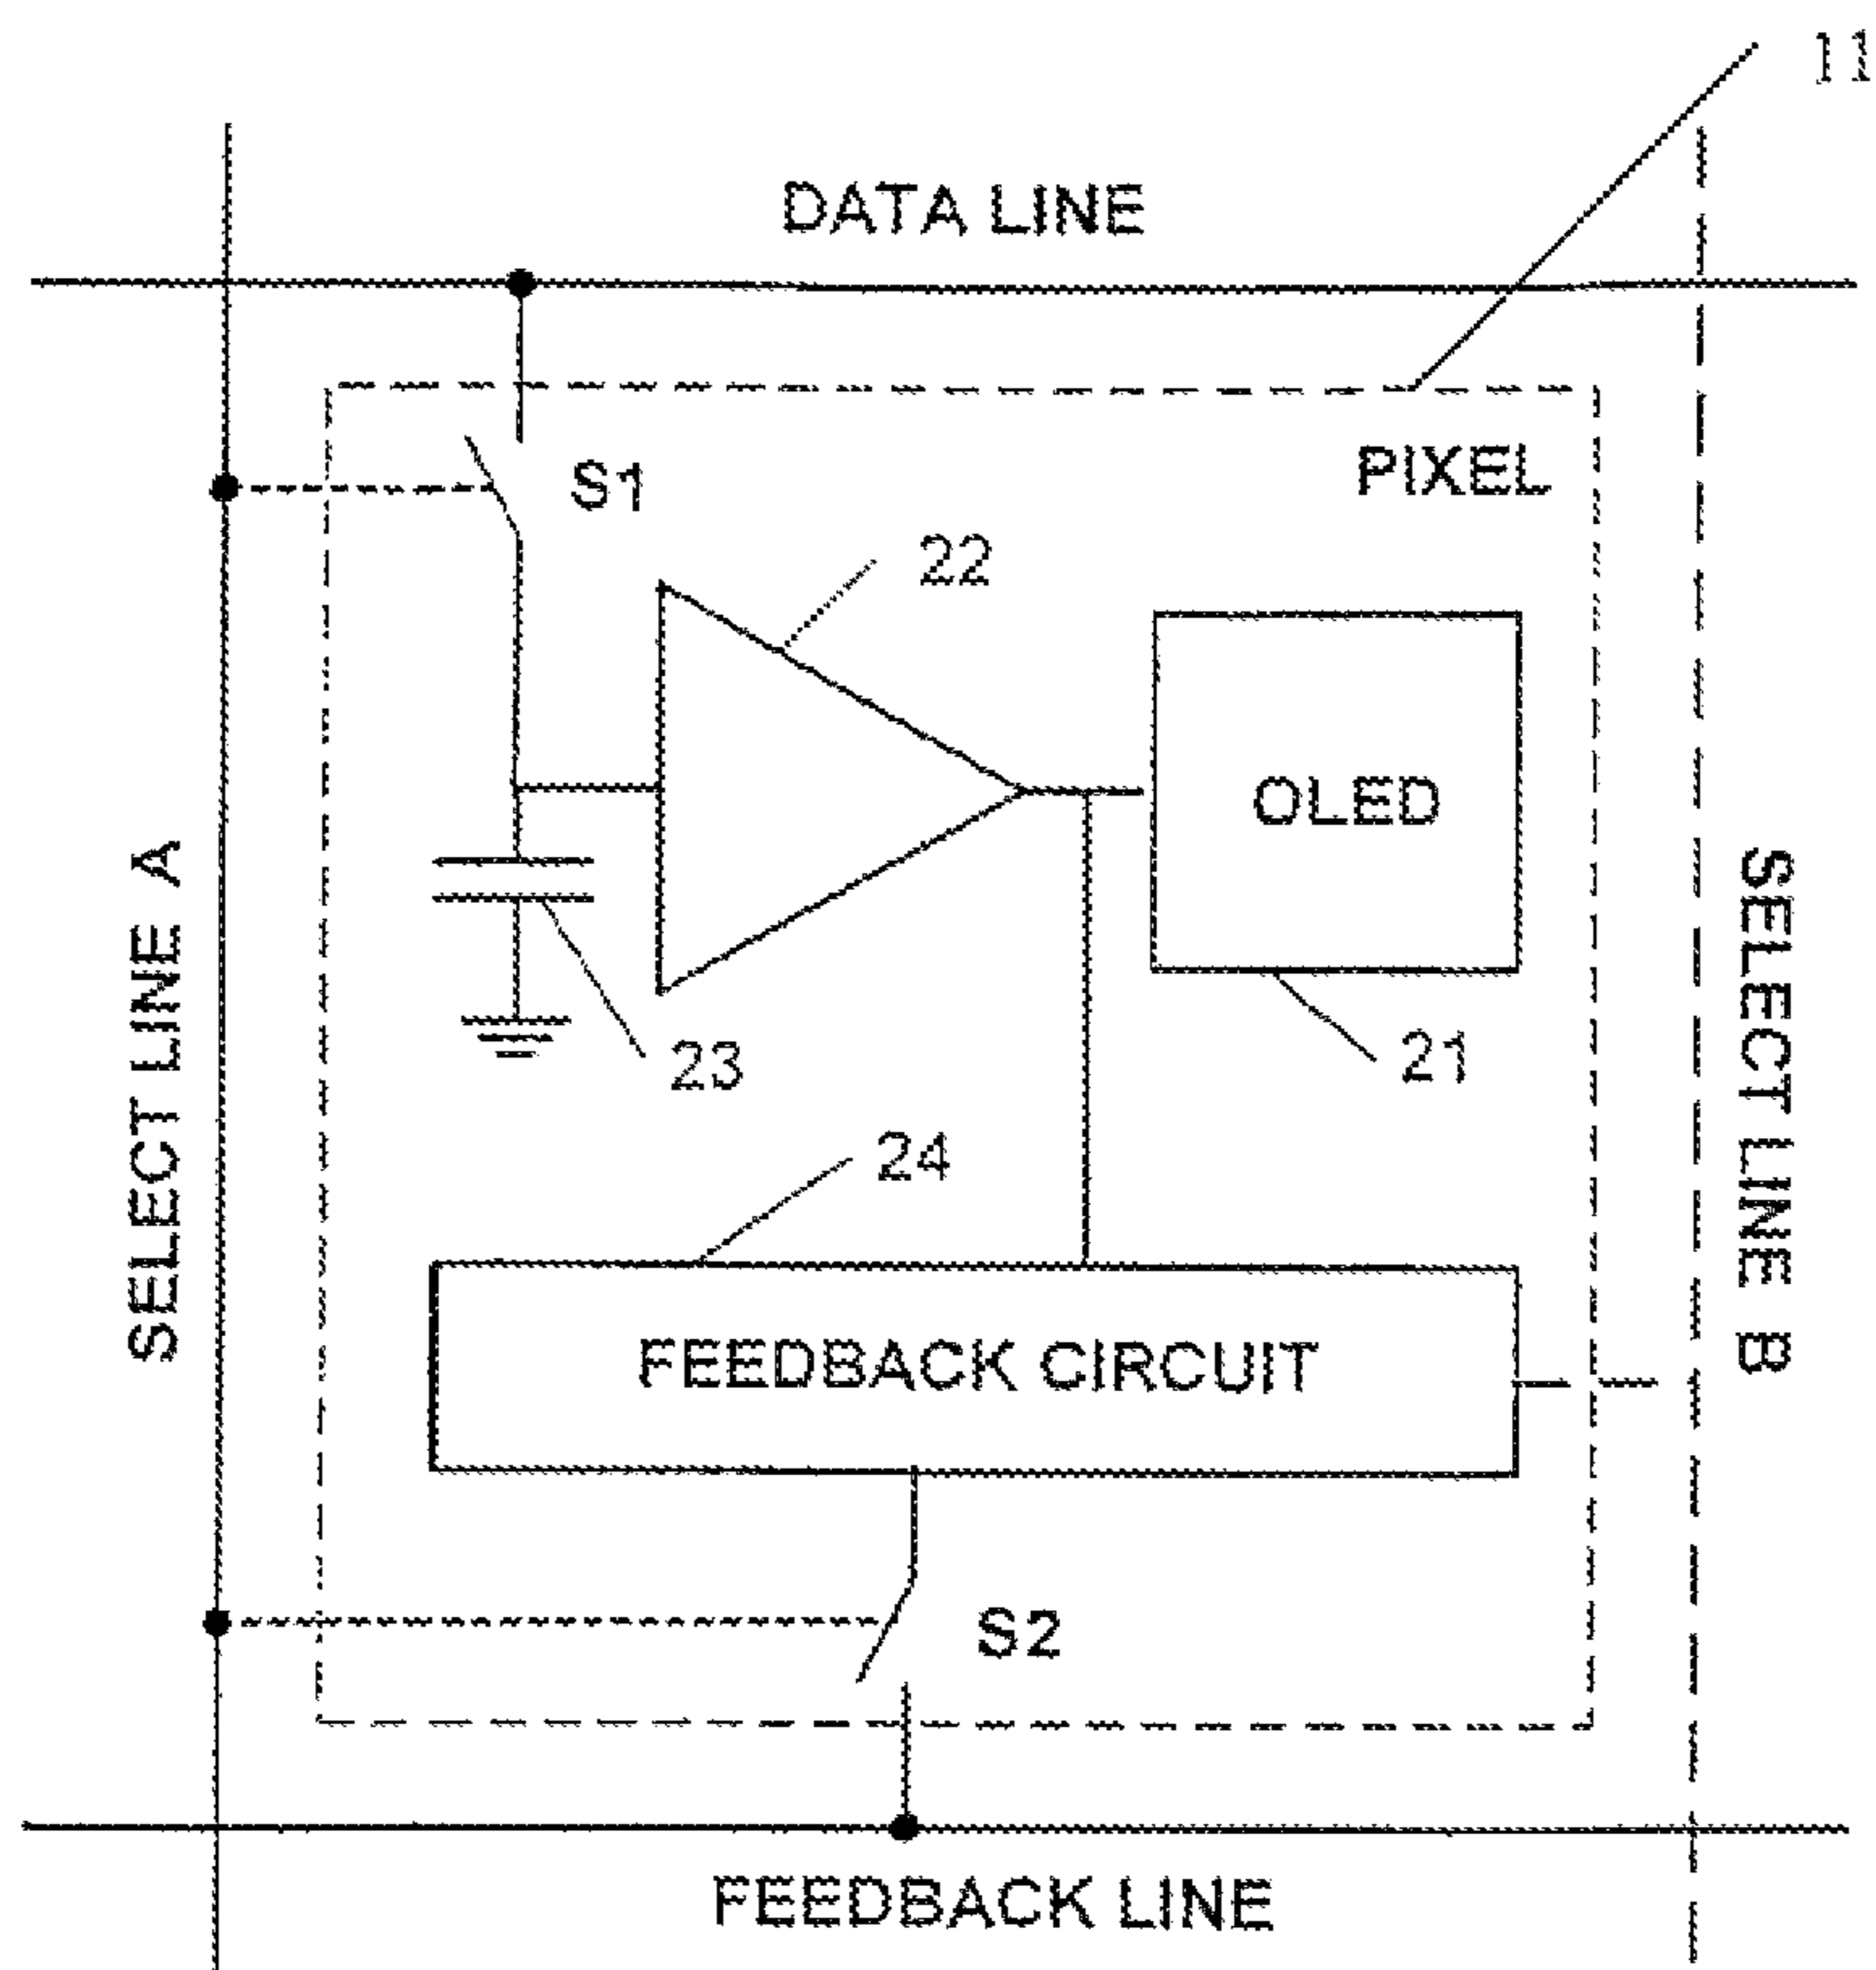 11
DATA LINE
PIXEL
S1
22
OLED
SELECT LINE A
SELECT LINE B
23
21
24
FEEDBACK CIRCUIT
S2
FEEDBACK LINE